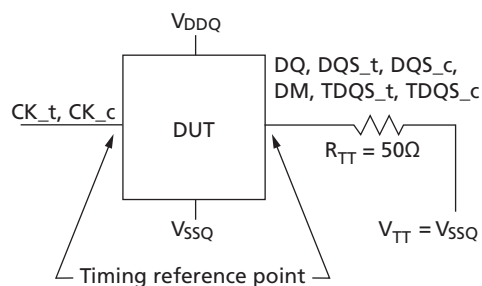 VDDQ
DQ, DQS_t, DQS_c,
DM, TDQS_t, TDQS_c
CK_t, CK_c
DUT
RTT = 50Ω
VSSQ
VTT = VSSQ
Timing reference point